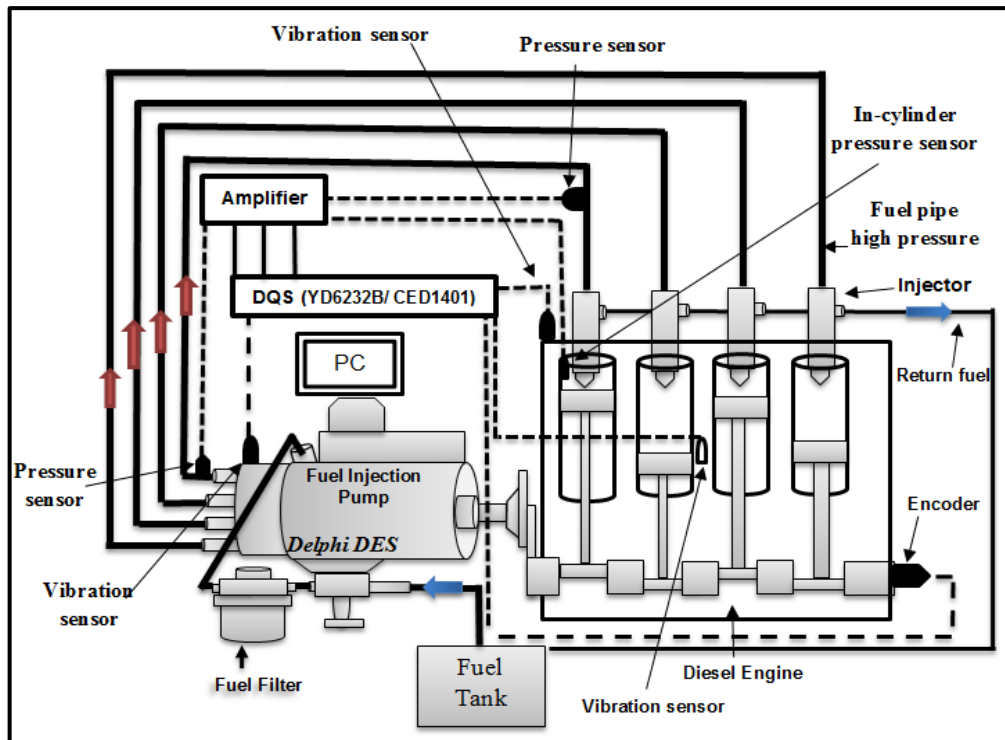 Vibration sensor
Pressure sensor
In-cylinder
pressure sensor
Amplifier
Fuel pipe
high pressure
DQS (YD6232B/ CED1401)
Injector
PC
Return fuel
Pressure
sensor
Fuel Injection
Pump
Encoder
Delphi DES
Vibration
sensor
Fuel
Tank
Diesel Engine
Fuel Filter
Vibration sensor